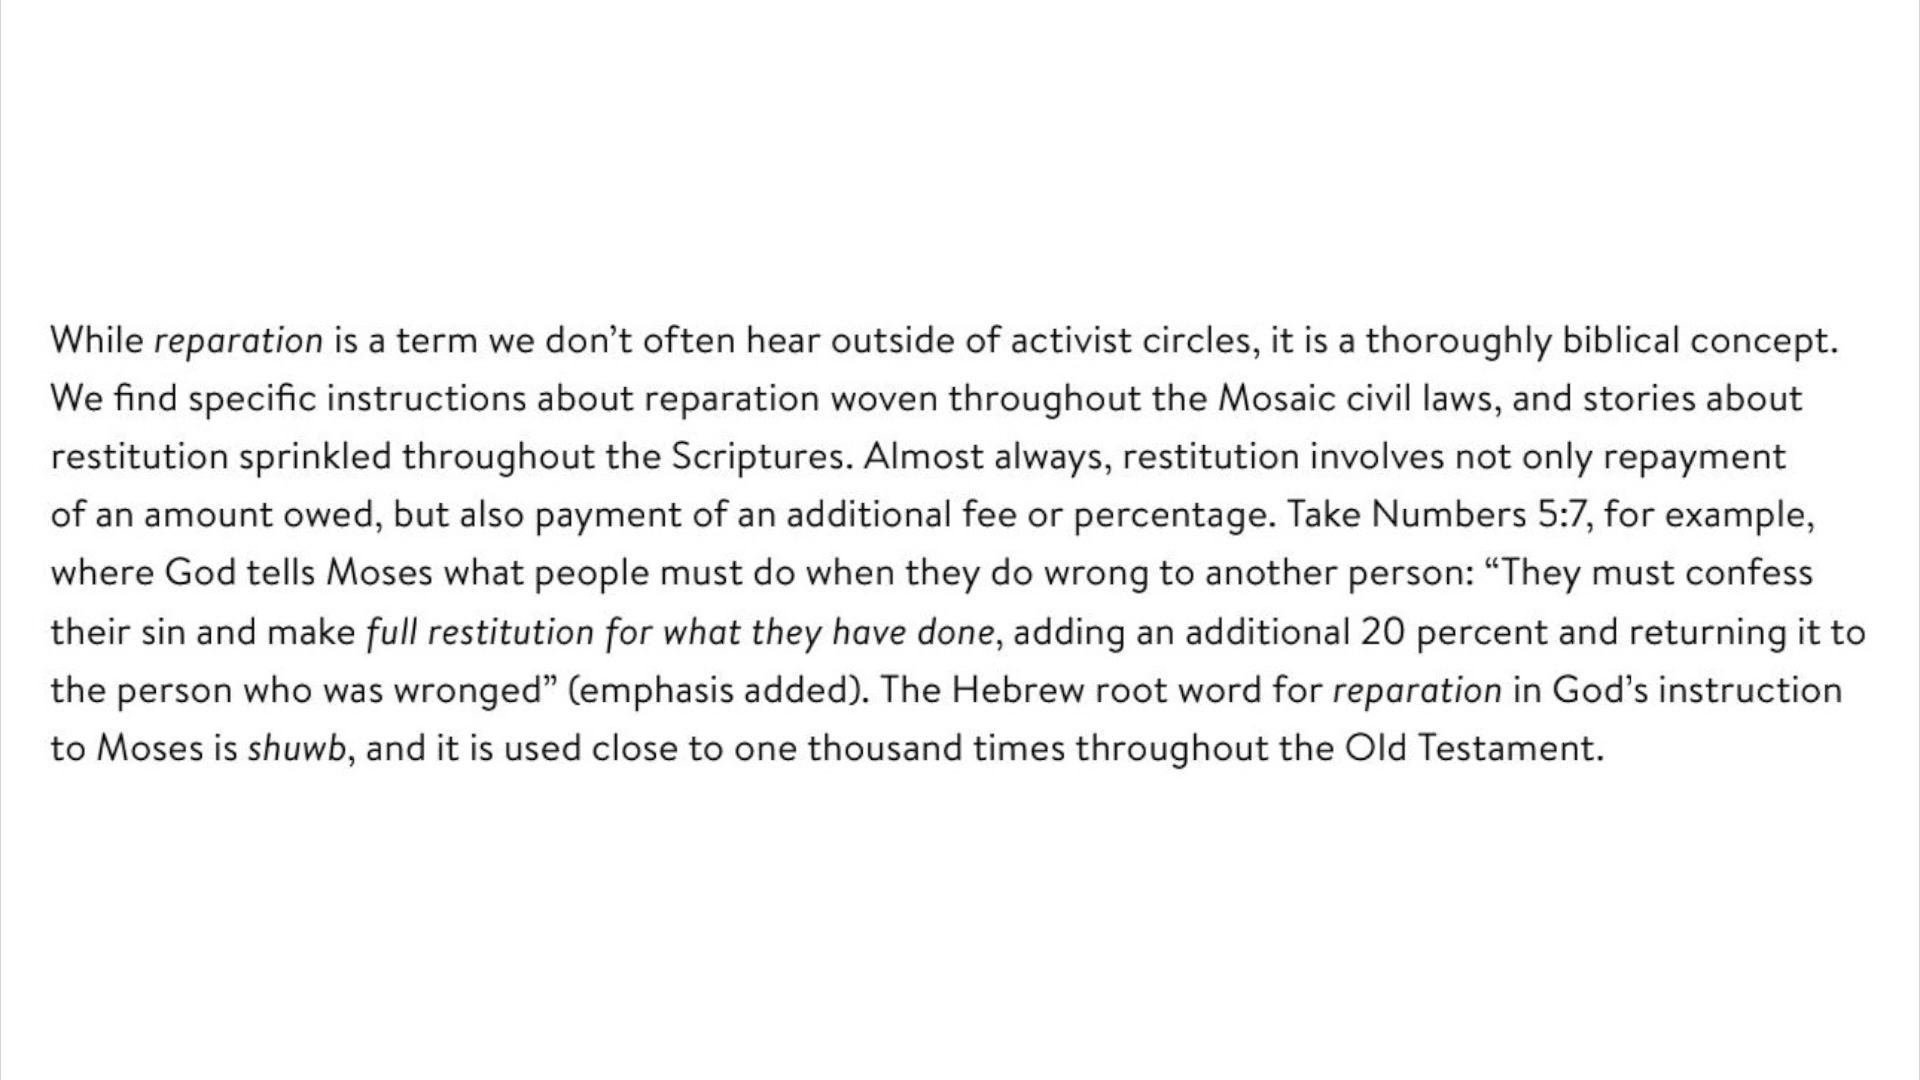 While reparation is a term we don’t often hear outside of activist circles, it is a thoroughly biblical concept.
We find specific instructions about reparation woven throughout the Mosaic civil laws, and stories about
restitution sprinkled throughout the Scriptures. Almost always, restitution involves not only repayment
of an amount owed, but also payment of an additional fee or percentage. Take Numbers 5:7, for example,
where God tells Moses what people must do when they do wrong to another person: “They must confess
their sin and make full restitution for what they have done, adding an additional 20 percent and returning it to
the person who was wronged” (emphasis added). The Hebrew root word for reparation in God’s instruction
to Moses is shuwb, and it is used close to one thousand times throughout the Old Testament.